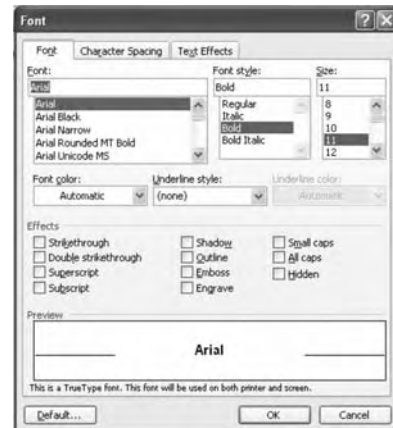 Font
Font Character Spacing Text Effects
Font: Font style: Size:
Arial Bold 11
Arial Regular 8
Arial Black Italic 9
Arial Narrow Bold 10
Arial Rounded MT Bold Bold Italic 11
Arial Unicode MS 12
Font color: Underline style: Underline color:
Automatic (none) Automatic
Effects
Strikethrough Shadow Small caps
Double strikethrough Outline All caps
Superscript Emboss Hidden
Subscript Engrave
Preview
Arial
This is a TrueType font. This font will be used on both printer and screen.
Default... OK Cancel